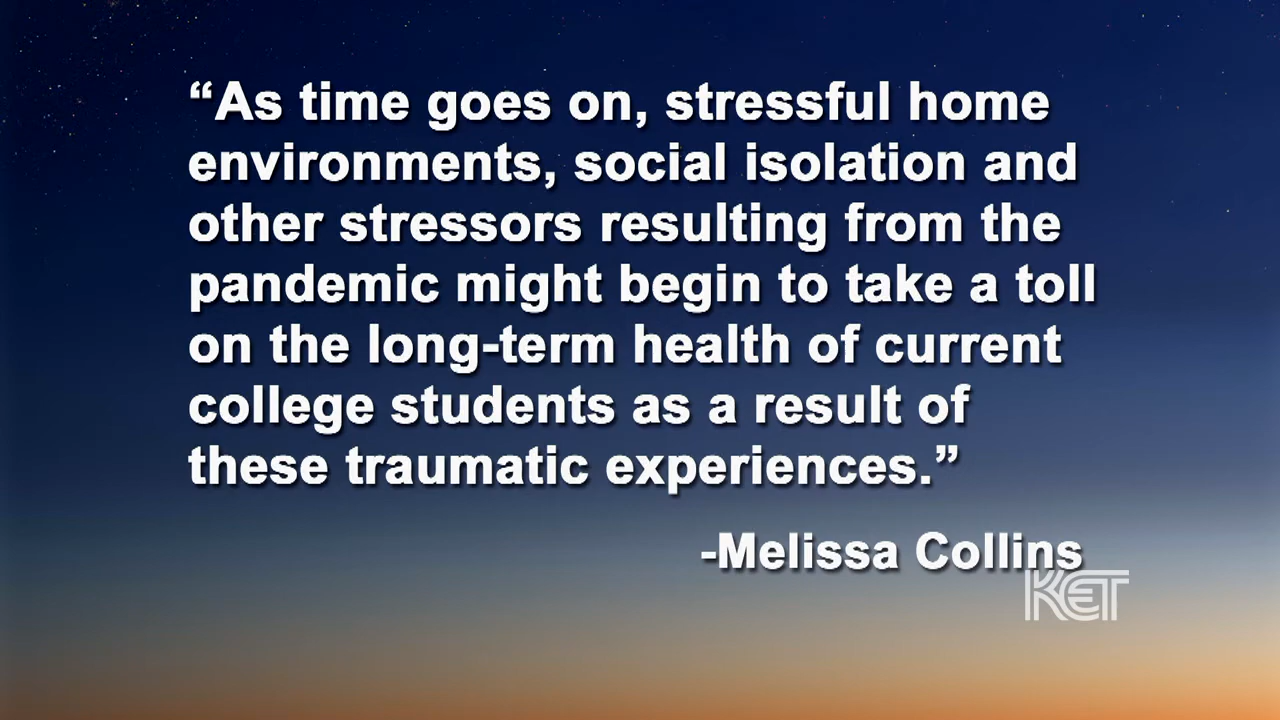 “As time goes on, stressful home
environments, social isolation and
other stressors resulting from the
pandemic might begin to take a toll
on the long-term health of current
college students as a result of
these traumatic experiences.”
-Melissa Collins
KET